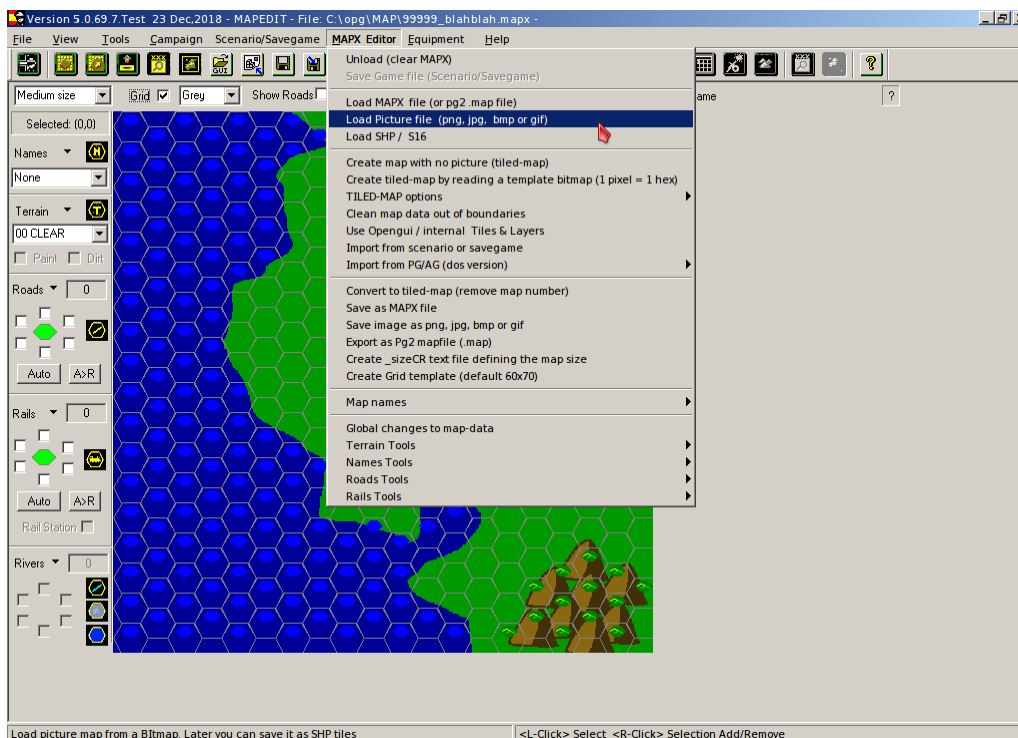 Version 5.0.69.7.Test 23 Dec,2018 - MAPEDIT - File: C:\opg\MAP\99999_blahblah.mapx -
File View Tools Campaign Scenario/Savegame MAPX Editor Equipment Help
GUI
?
Medium size Grid Grey Show Roads ame ?
Unload (clear MAPX)
Save Game file (Scenario/Savegame)
Load MAPX file (or pg2 .map file)
Load Picture file (png, jpg, bmp or gif)
Load SHP / S16
Create map with no picture (tiled-map)
Create tiled-map by reading a template bitmap (1 pixel = 1 hex)
TILED-MAP options
Clean map data out of boundaries
Use Opengui / internal Tiles & Layers
Import from scenario or savegame
Import from PG/AG (dos version)
Convert to tiled-map (remove map number)
Save as MAPX file
Save image as png, jpg, bmp or gif
Export as Pg2 mapfile (.map)
Create _sizeCR text file defining the map size
Create Grid template (default 60x70)
Map names
Global changes to map-data
Terrain Tools
Names Tools
Roads Tools
Rails Tools
Selected: (0,0)
Names N
None
Terrain T
00 CLEAR
Paint Dirt
Roads 0
Auto A>R
Rails 0
Auto A>R
Rail Station
Rivers 0
Load picture map from a BItmap. Later you can save it as SHP tiles
<L-Click> Select <R-Click> Selection Add/Remove